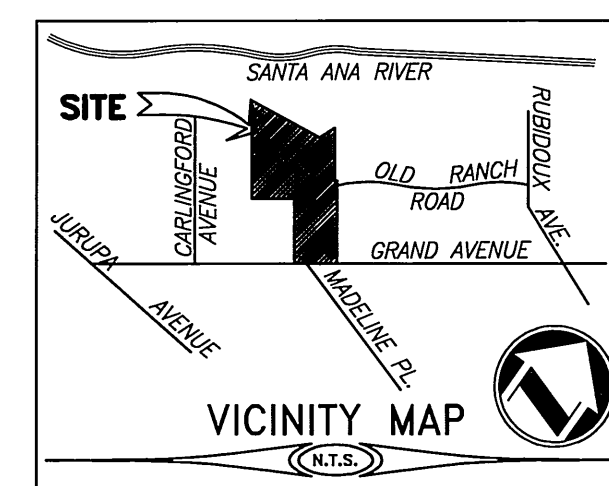 SANTA ANA RIVER
SITE
CARLINGFORD
AVENUE
RUBIDOUX
AVE.
OLD RANCH
ROAD
JURUPA
AVENUE
GRAND AVENUE
MADELINE PL.
VICINITY MAP
N.T.S.